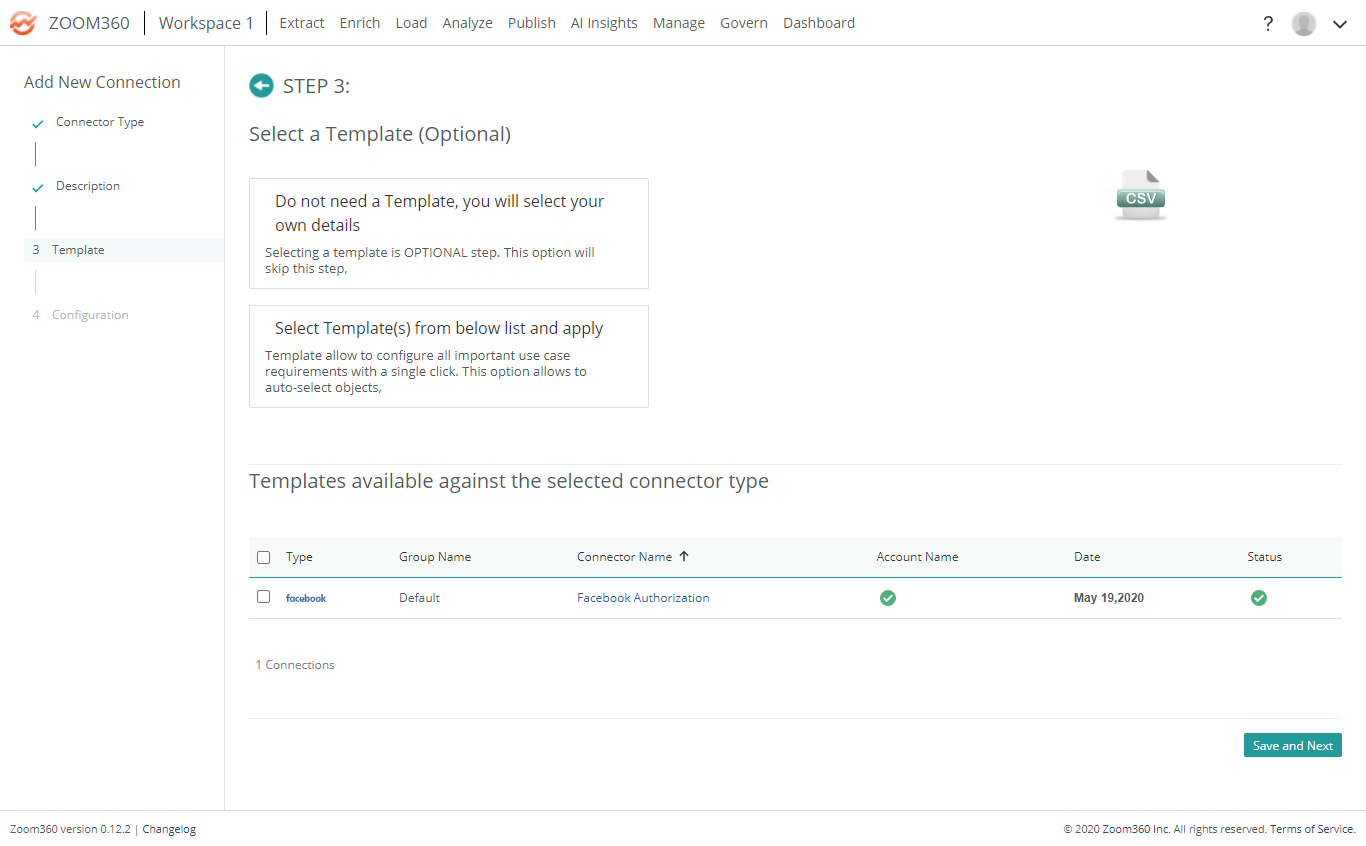 ZOOM360 Workspace 1 Extract Enrich Load Analyze Publish AI Insights Manage Govern Dashboard ?
Add New Connection
Connector Type
Description
3 Template
4 Configuration
STEP 3:
Select a Template (Optional)
Do not need a Template, you will select your
own details
Selecting a template is OPTIONAL step. This option will
skip this step,
CSV
Select Template(s) from below list and apply
Template allow to configure all important use case
requirements with a single click. This option allows to
auto-select objects,
Templates available against the selected connector type
Type Group Name Connector Name Account Name Date Status
facebook Default Facebook Authorization May 19,2020
1 Connections
Save and Next
Zoom360 version 0.12.2 | Changelog © 2020 Zoom360 Inc. All rights reserved. Terms of Service.